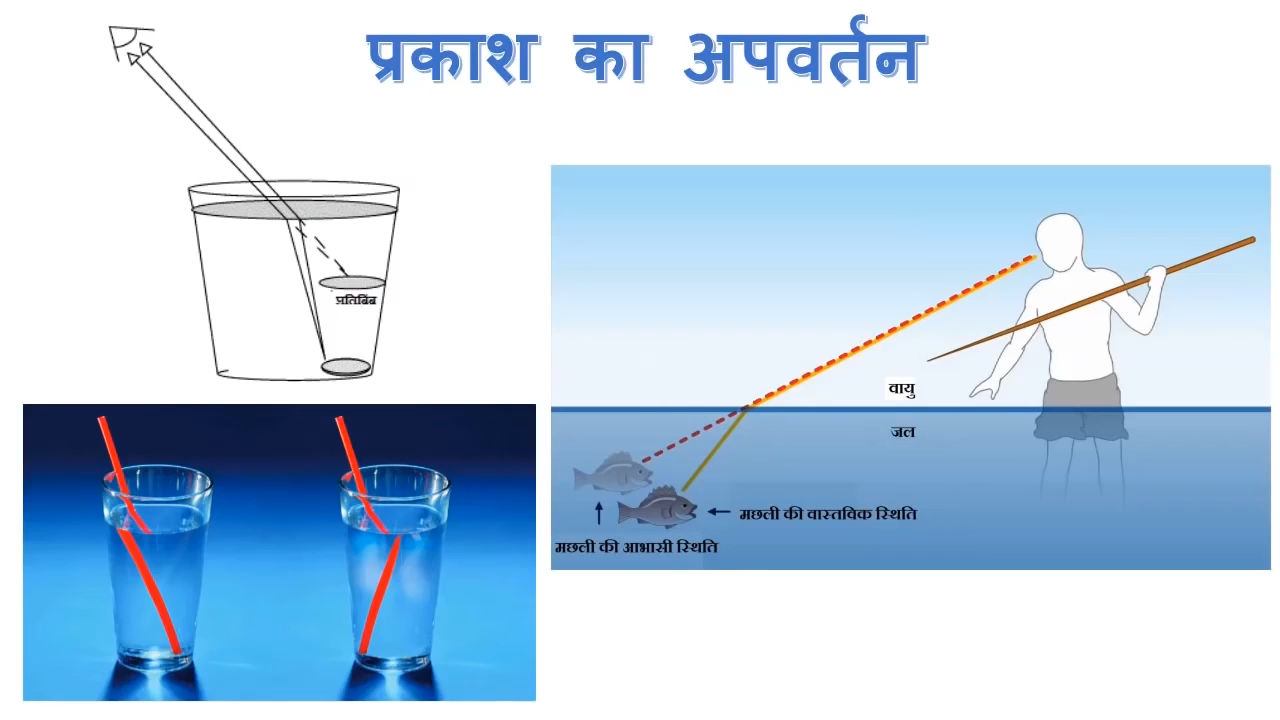 प्रकाश का अपवर्तन
प्रतिबिंब
वायु
जल
मछली की वास्तविक स्थिति
मछली की आभासी स्थिति